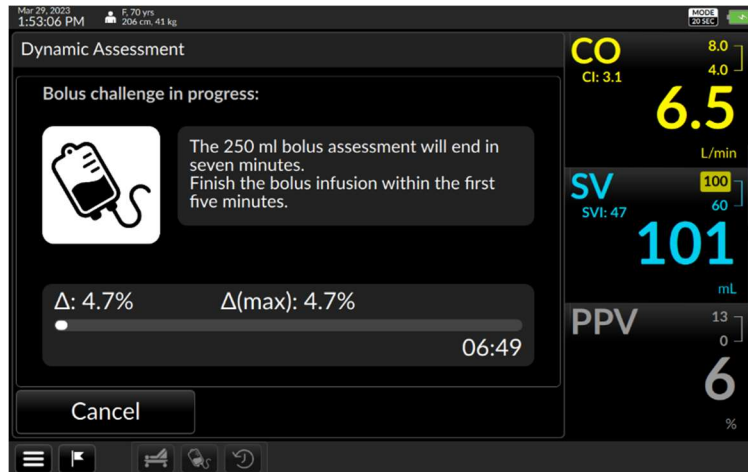 Mar 29, 2023
1:53:06 PM
F, 70 yrs
206 cm, 41 kg
MODE
20 SEC
Dynamic Assessment
Bolus challenge in progress:
The 250 ml bolus assessment will end in
seven minutes.
Finish the bolus infusion within the first
five minutes.
Δ: 4.7% Δ(max): 4.7%
06:49
Cancel
CO
CI: 3.1
8.0
4.0
6.5
L/min
SV
SVI: 47
100
60
101
mL
PPV
13
0
6
%